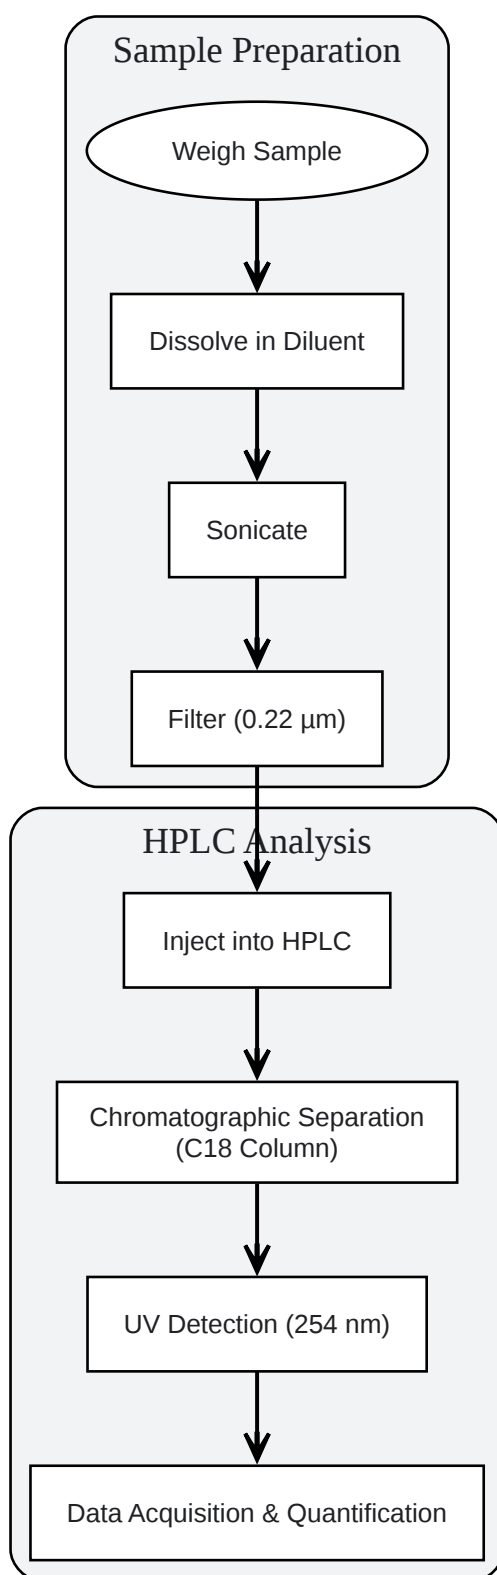 Sample Preparation
Weigh Sample
Dissolve in Diluent
Sonicate
Filter (0.22 µm)
HPLC Analysis
Inject into HPLC
Chromatographic Separation
(C18 Column)
UV Detection (254 nm)
Data Acquisition & Quantification